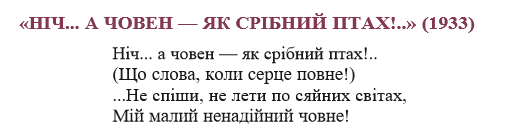 «НІЧ... А ЧОВЕН — ЯК СРІБНИЙ ПТАХ!..» (1933)
Ніч... а човен — як срібний птах!..
(Що слова, коли серце повне!)
...Не спіши, не лети по сяйних світах,
Мій малий ненадійний човне!